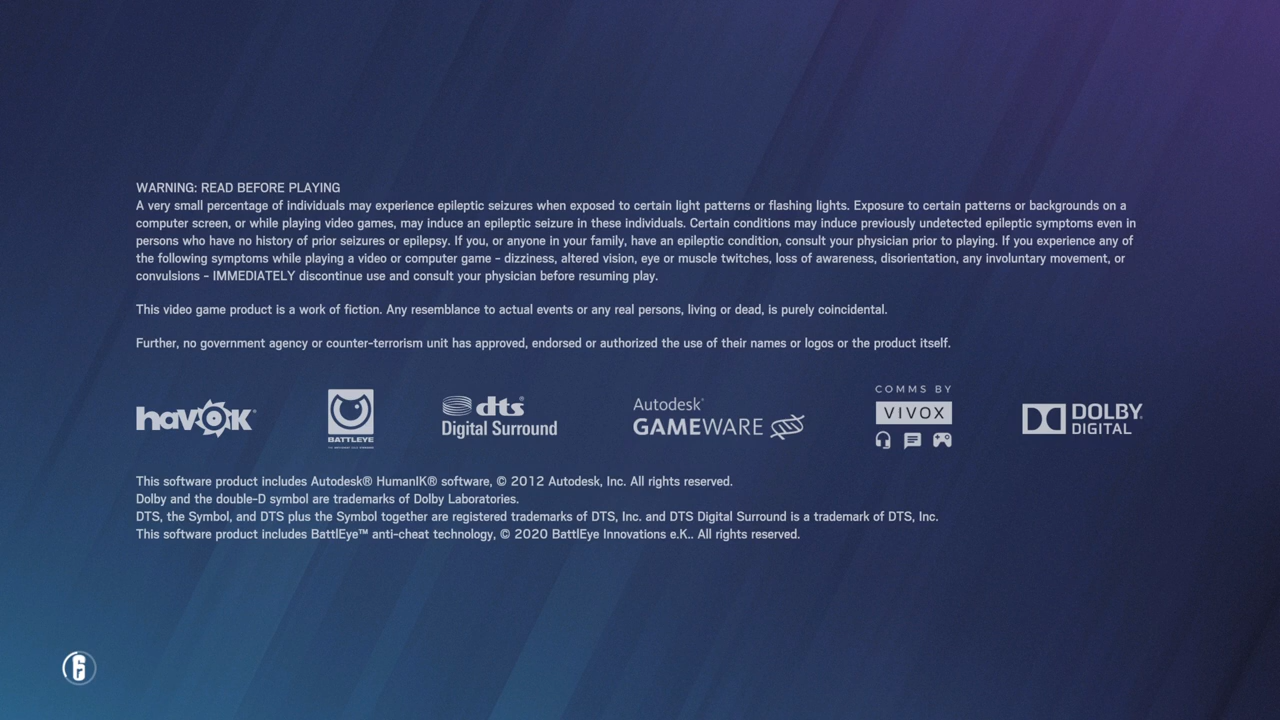 WARNING: READ BEFORE PLAYING
A very small percentage of individuals may experience epileptic seizures when exposed to certain light patterns or flashing lights. Exposure to certain patterns or backgrounds on a
computer screen, or while playing video games, may induce an epileptic seizure in these individuals. Certain conditions may induce previously undetected epileptic symptoms even in
persons who have no history of prior seizures or epilepsy. If you, or anyone in your family, have an epileptic condition, consult your physician prior to playing. If you experience any of
the following symptoms while playing a video or computer game - dizziness, altered vision, eye or muscle twitches, loss of awareness, disorientation, any involuntary movement, or
convulsions - IMMEDIATELY discontinue use and consult your physician before resuming play.
This video game product is a work of fiction. Any resemblance to actual events or any real persons, living or dead, is purely coincidental.
Further, no government agency or counter-terrorism unit has approved, endorsed or authorized the use of their names or logos or the product itself.
havok®
BATTLEYE
dts®
Digital Surround
Autodesk®
GAMEWARE
COMMS BY
VIVOX
DOLBY®
DIGITAL
This software product includes Autodesk® HumanIK® software, © 2012 Autodesk, Inc. All rights reserved.
Dolby and the double-D symbol are trademarks of Dolby Laboratories.
DTS, the Symbol, and DTS plus the Symbol together are registered trademarks of DTS, Inc. and DTS Digital Surround is a trademark of DTS, Inc.
This software product includes BattlEye™ anti-cheat technology, © 2020 BattlEye Innovations e.K.. All rights reserved.
6